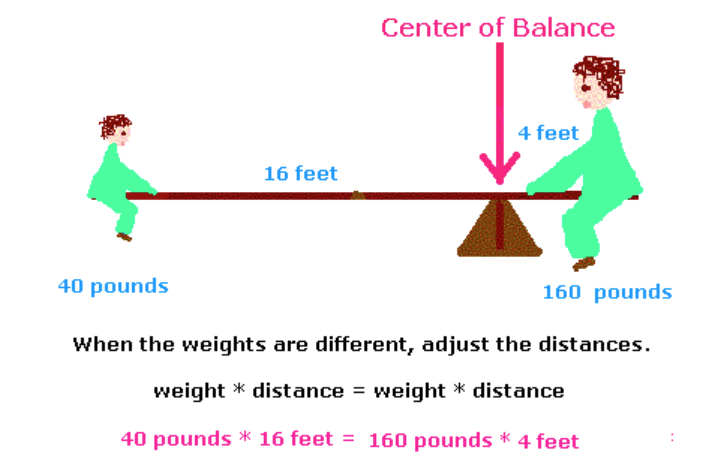 Center of Balance
4 feet
16 feet
40 pounds
160 pounds
When the weights are different, adjust the distances.
weight * distance = weight * distance
40 pounds * 16 feet = 160 pounds * 4 feet :